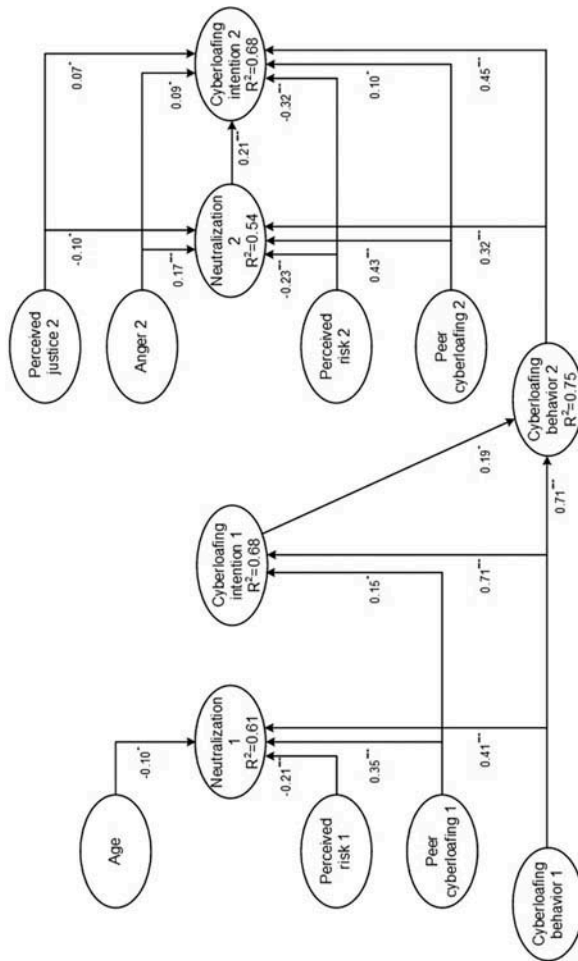 Age
-0.10*
Neutralization
1
R²=0.61
Perceived
risk 1
-0.21***
Peer
cyberloafing 1
0.35***
Cyberloafing
behavior 1
0.41***
Cyberloafing
intention 1
R²=0.68
0.15*
0.71***
0.19*
0.71***
Cyberloafing
behavior 2
R²=0.75
Perceived
justice 2
-0.10*
0.07*
Anger 2
0.17***
0.09*
Neutralization
2
R²=0.54
0.21***
Cyberloafing
intention 2
R²=0.68
Perceived
risk 2
-0.23***
-0.32***
Peer
cyberloafing 2
0.43***
0.10*
0.32***
0.45***